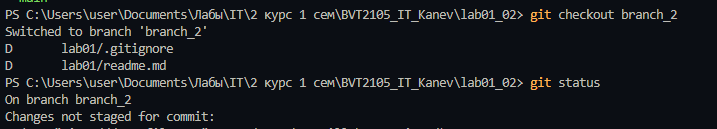 PS C:\Users\user\Documents\Лабы\IT\2 курс 1 сем\BVT2105_IT_Kanev\lab01_02> git checkout branch_2
Switched to branch 'branch_2'
D       lab01/.gitignore
D       lab01/readme.md
PS C:\Users\user\Documents\Лабы\IT\2 курс 1 сем\BVT2105_IT_Kanev\lab01_02> git status
On branch branch_2
Changes not staged for commit: